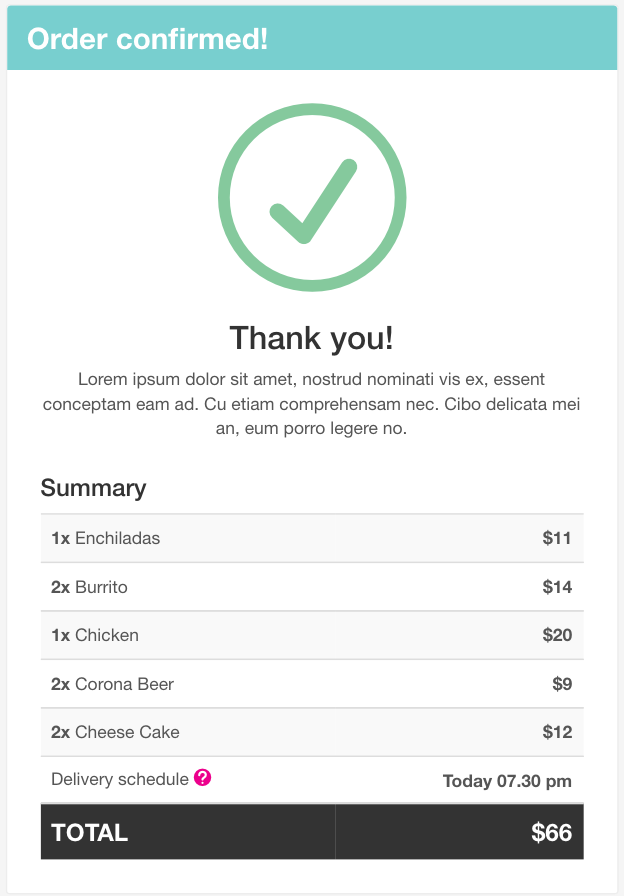 Order confirmed!
Thank you!
Lorem ipsum dolor sit amet, nostrud nominati vis ex, essent
conceptam eam ad. Cu etiam comprehensam nec. Cibo delicata mei
an, eum porro legere no.
Summary
1x Enchiladas $11
2x Burrito $14
1x Chicken $20
2x Corona Beer $9
2x Cheese Cake $12
Delivery schedule ? Today 07.30 pm
TOTAL $66